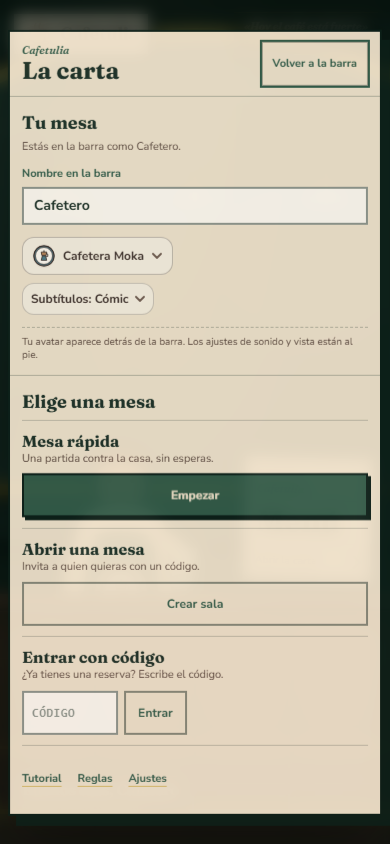 Cafetulia
La carta
Volver a la barra
Tu mesa
Estás en la barra como Cafetero.
Nombre en la barra
Cafetero
Cafetera Moka
Subtítulos: Cómic
Tu avatar aparece detrás de la barra. Los ajustes de sonido y vista están al
pie.
Elige una mesa
Mesa rápida
Una partida contra la casa, sin esperas.
Empezar
Abrir una mesa
Invita a quien quieras con un código.
Crear sala
Entrar con código
¿Ya tienes una reserva? Escribe el código.
CÓDIGO
Entrar
Tutorial Reglas Ajustes